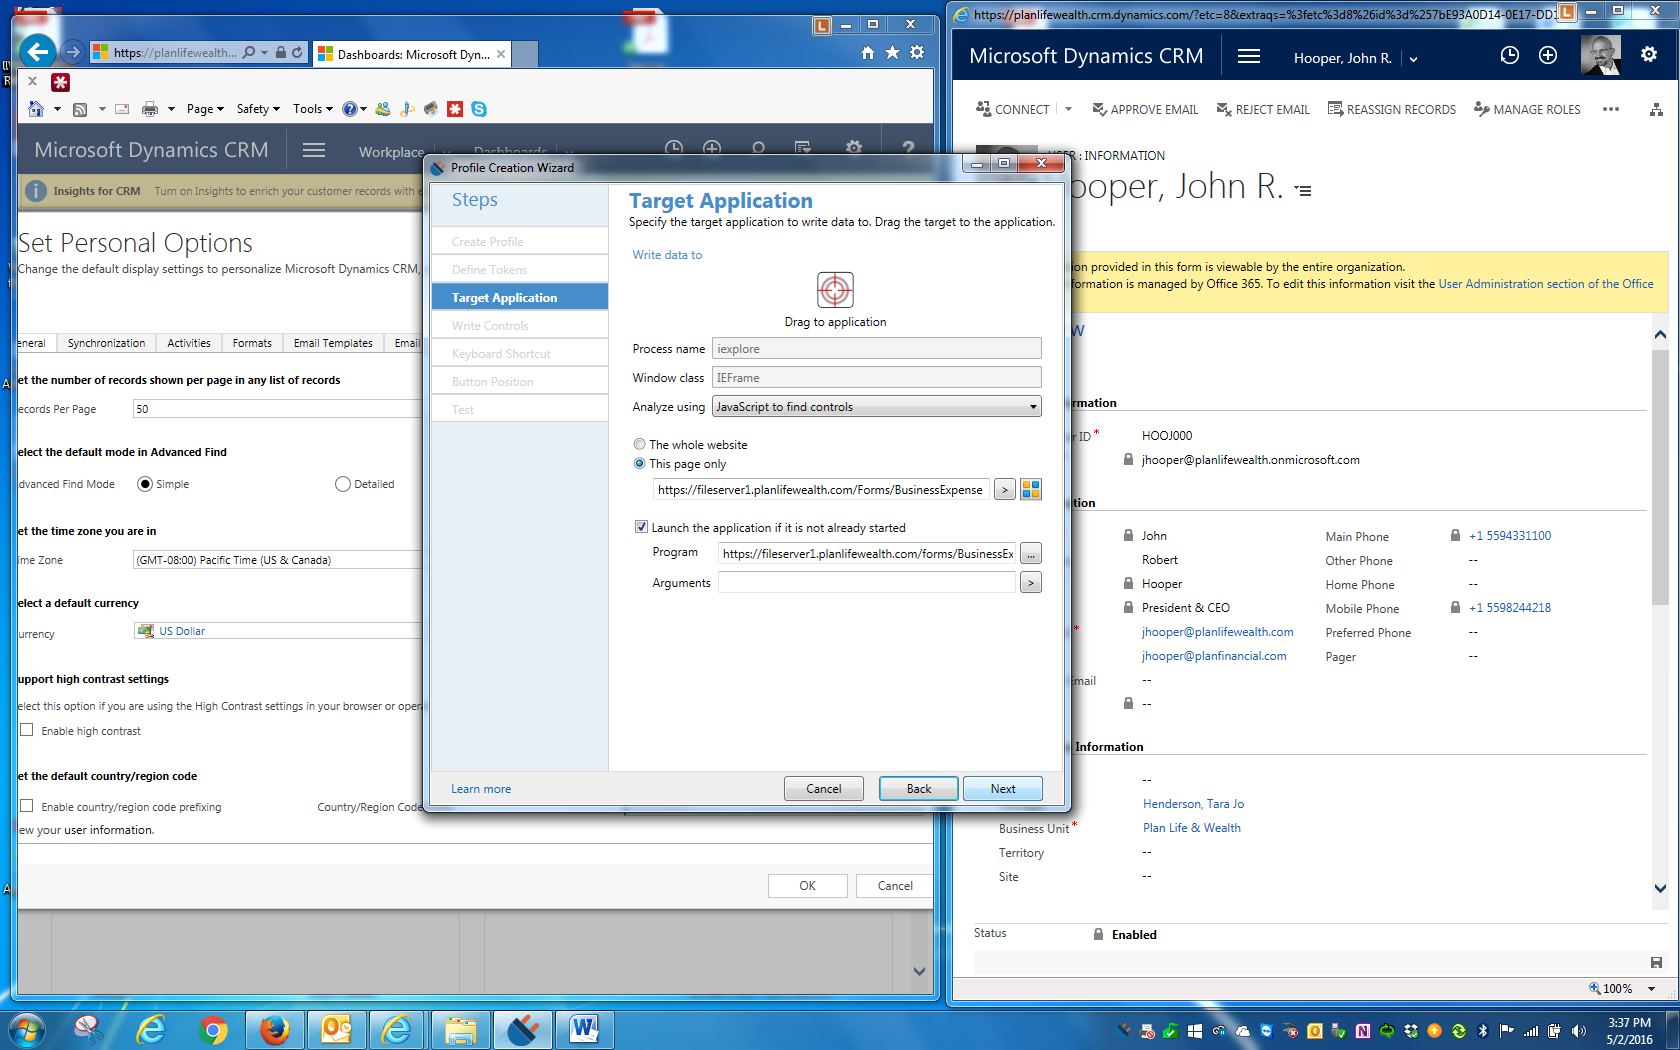 https://planlifewealth...
Dashboards: Microsoft Dyn...
Page
Safety
Tools
Microsoft Dynamics CRM
Workplace
Dashboards
Insights for CRM Turn on Insights to enrich your customer records with e
Set Personal Options
Change the default display settings to personalize Microsoft Dynamics CRM,
eneral
Synchronization
Activities
Formats
Email Templates
Email
et the number of records shown per page in any list of records
ecords Per Page
50
elect the default mode in Advanced Find
dvanced Find Mode
Simple
Detailed
et the time zone you are in
ime Zone
(GMT-08:00) Pacific Time (US & Canada)
elect a default currency
urrency
US Dollar
upport high contrast settings
elect this option if you are using the High Contrast settings in your browser or opera
Enable high contrast
et the default country/region code
Enable country/region code prefixing
Country/Region Code
ew your user information.
OK
Cancel
Profile Creation Wizard
Steps
Create Profile
Define Tokens
Target Application
Write Controls
Keyboard Shortcut
Button Position
Test
Target Application
Specify the target application to write data to. Drag the target to the application.
Write data to
Drag to application
Process name
iexplore
Window class
IEFrame
Analyze using
JavaScript to find controls
The whole website
This page only
https://fileserver1.planlifewealth.com/Forms/BusinessExpense
>
Launch the application if it is not already started
Program
https://fileserver1.planlifewealth.com/forms/BusinessEx
...
Arguments
>
Learn more
Cancel
Back
Next
https://planlifewealth.crm.dynamics.com/?etc=8&extraqs=%3fetc%3d8%26id%3d%257bE93A0D14-0E17-DD1
Microsoft Dynamics CRM
Hooper, John R.
CONNECT
APPROVE EMAIL
REJECT EMAIL
REASSIGN RECORDS
MANAGE ROLES
USER : INFORMATION
ooper, John R.
ion provided in this form is viewable by the entire organization.
formation is managed by Office 365. To edit this information visit the User Administration section of the Office
W
rmation
r ID*
HOOJ000
jhooper@planlifewealth.onmicrosoft.com
tion
John
Main Phone
+1 5594331100
Robert
Other Phone
--
Hooper
Home Phone
--
President & CEO
Mobile Phone
+1 5598244218
*
jhooper@planlifewealth.com
Preferred Phone
--
jhooper@planfinancial.com
Pager
--
Email
--
--
Information
--
Henderson, Tara Jo
Business Unit*
Plan Life & Wealth
Territory
--
Site
--
Status
Enabled
100%
3:37 PM
5/2/2016